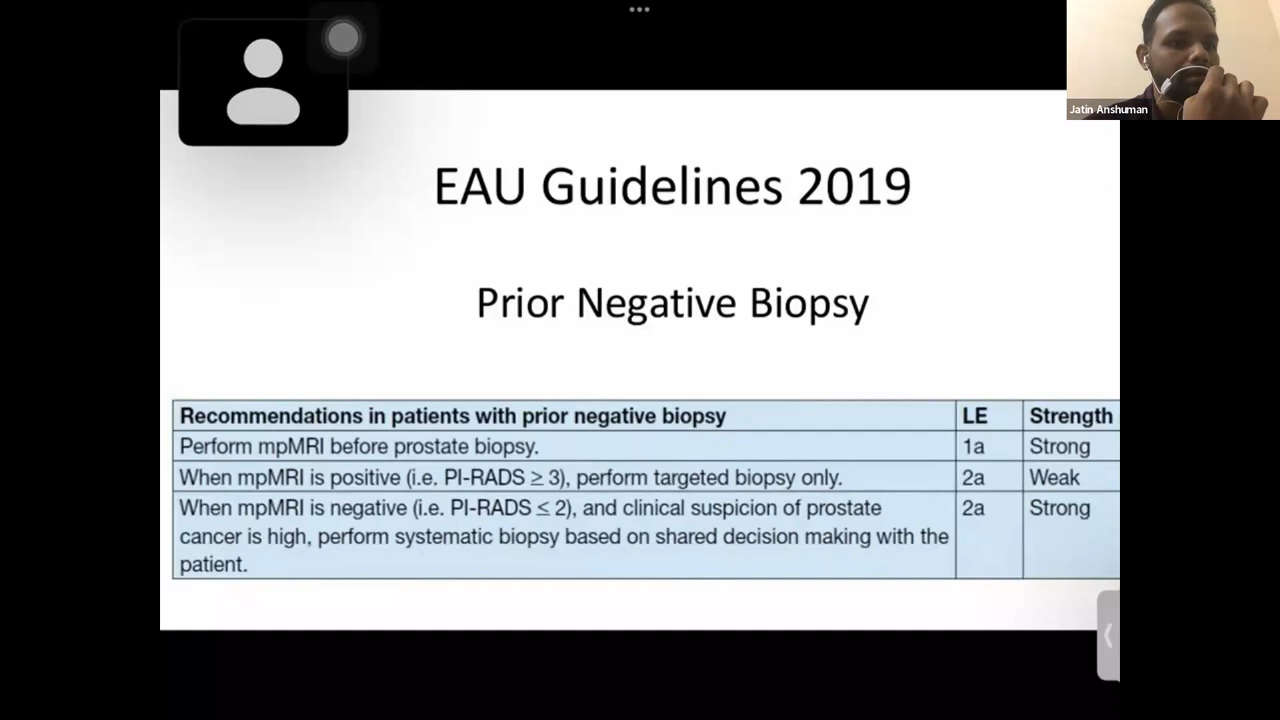 Jatin Anshuman
EAU Guidelines 2019
Prior Negative Biopsy
Recommendations in patients with prior negative biopsy LE Strength
Perform mpMRI before prostate biopsy. 1a Strong
When mpMRI is positive (i.e. PI-RADS ≥ 3), perform targeted biopsy only. 2a Weak
When mpMRI is negative (i.e. PI-RADS ≤ 2), and clinical suspicion of prostate 2a Strong
cancer is high, perform systematic biopsy based on shared decision making with the
patient.